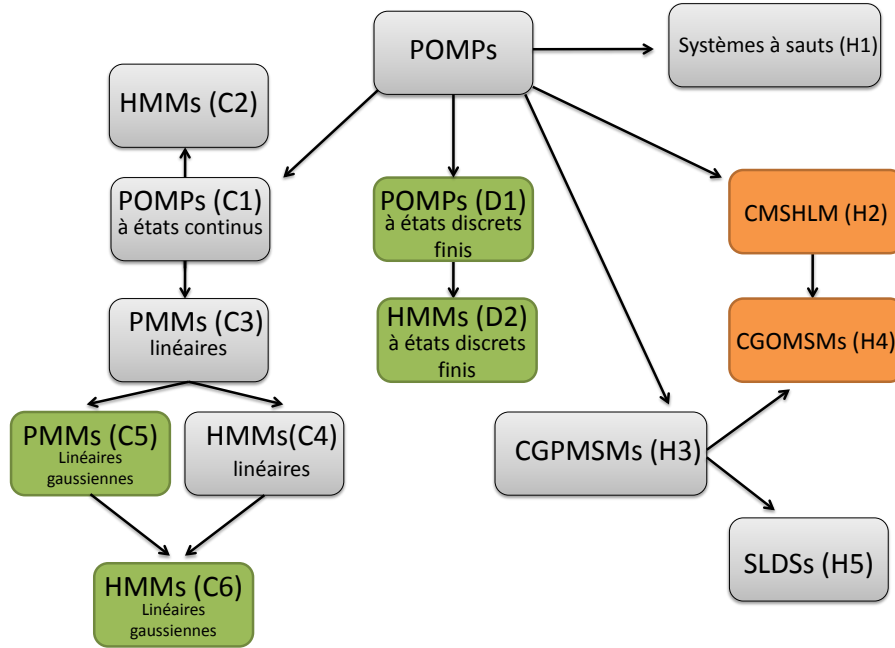 POMPs
Systèmes à sauts (H1)
HMMs (C2)
POMPs (C1)
à états continus
POMPs (D1)
à états discrets
finis
CMSHLM (H2)
PMMs (C3)
linéaires
HMMs (D2)
à états discrets
finis
CGOMSMs (H4)
PMMs (C5)
Linéaires
gaussiennes
HMMs(C4)
linéaires
CGPMSMs (H3)
SLDSs (H5)
HMMs (C6)
Linéaires
gaussiennes